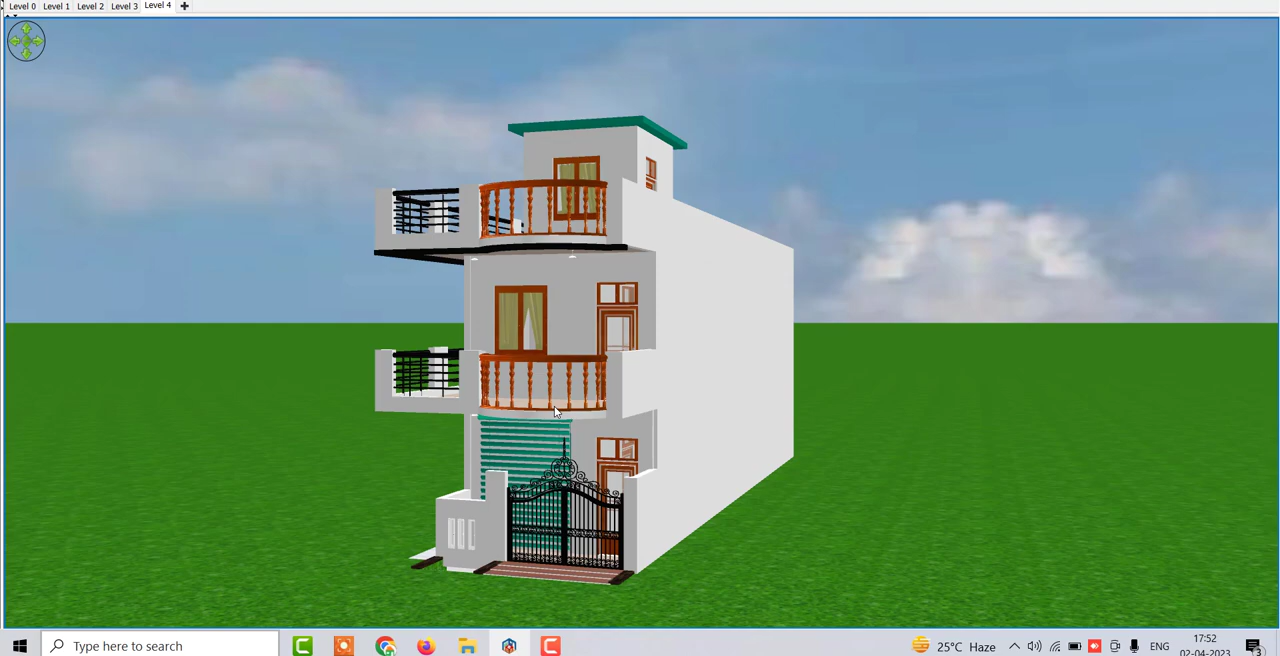 Level 0 Level 1 Level 2 Level 3 Level 4
Type here to search
25°C Haze
ENG
17:52
02-04-2023
3